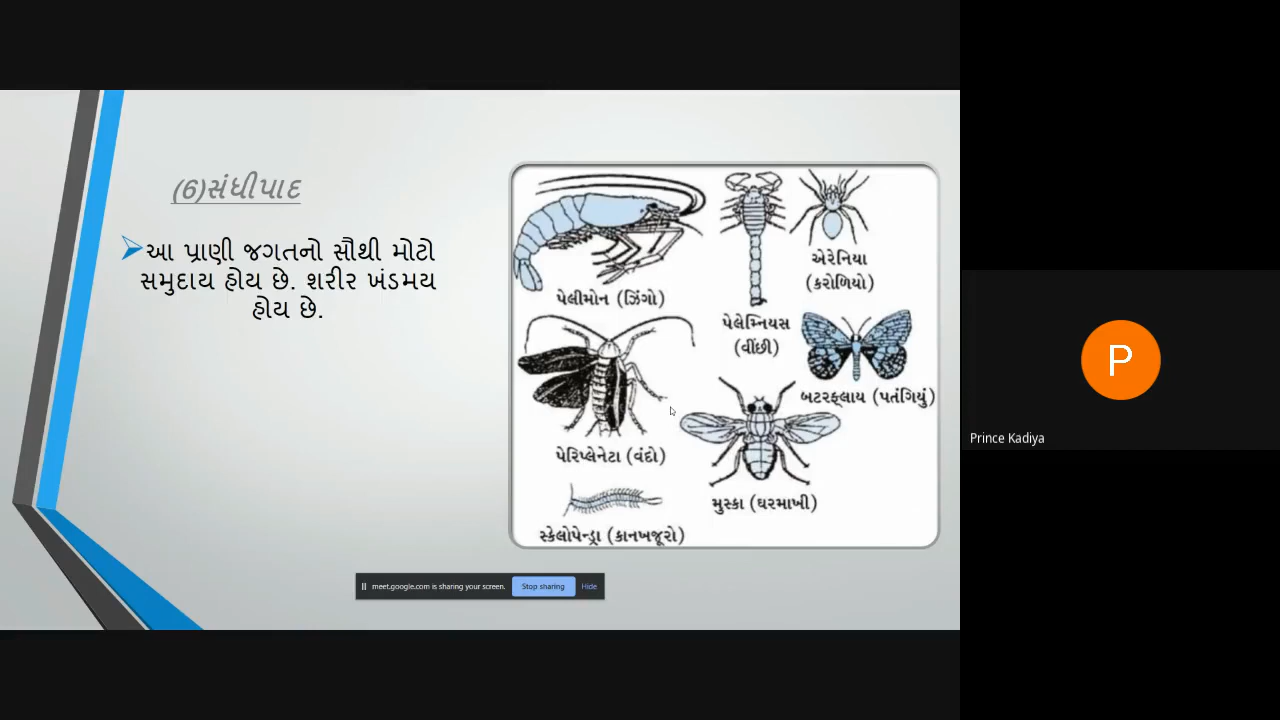 (6)સંધીપાદ
આ પ્રાણી જગતનો સૌથી મોટો
સમુદાય હોય છે. શરીર ખંડમય
હોય છે.
પેલીમોન (ઝિંગો)
એરેનિયા
(કરોળિયો)
પેલેમ્નિયસ
(વીંછી)
બટરફ્લાય (પતંગિયું)
પેરિપ્લેનેટા (વંદો)
મુસ્કા (ઘરમાખી)
સ્કેલોપેન્ડ્રા (કાનખજૂરો)
meet.google.com is sharing your screen.
Stop sharing
Hide
P
Prince Kadiya